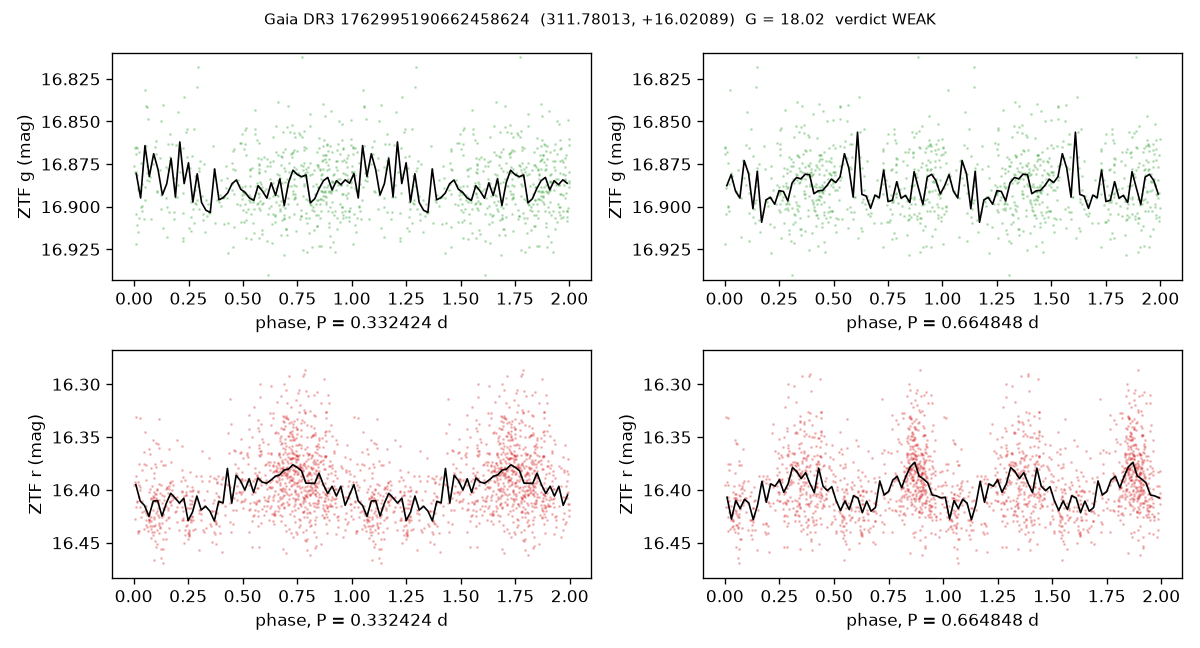 Gaia DR3 1762995190662458624  (311.78013, +16.02089)  G = 18.02  verdict WEAK
ZTF g (mag)
16.825
16.850
16.875
16.900
16.925
0.00 0.25 0.50 0.75 1.00 1.25 1.50 1.75 2.00
phase, P = 0.332424 d
ZTF g (mag)
16.825
16.850
16.875
16.900
16.925
0.00 0.25 0.50 0.75 1.00 1.25 1.50 1.75 2.00
phase, P = 0.664848 d
ZTF r (mag)
16.30
16.35
16.40
16.45
0.00 0.25 0.50 0.75 1.00 1.25 1.50 1.75 2.00
phase, P = 0.332424 d
ZTF r (mag)
16.30
16.35
16.40
16.45
0.00 0.25 0.50 0.75 1.00 1.25 1.50 1.75 2.00
phase, P = 0.664848 d